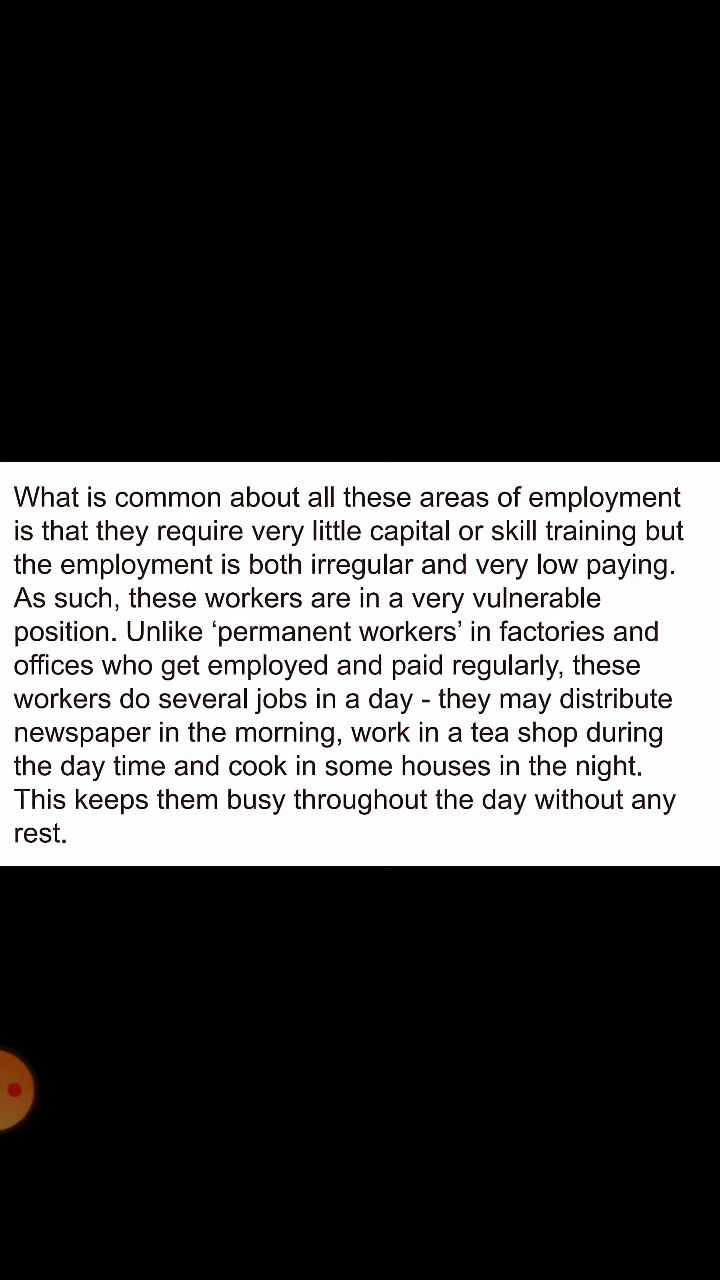 What is common about all these areas of employment
is that they require very little capital or skill training but
the employment is both irregular and very low paying.
As such, these workers are in a very vulnerable
position. Unlike ‘permanent workers’ in factories and
offices who get employed and paid regularly, these
workers do several jobs in a day - they may distribute
newspaper in the morning, work in a tea shop during
the day time and cook in some houses in the night.
This keeps them busy throughout the day without any
rest.